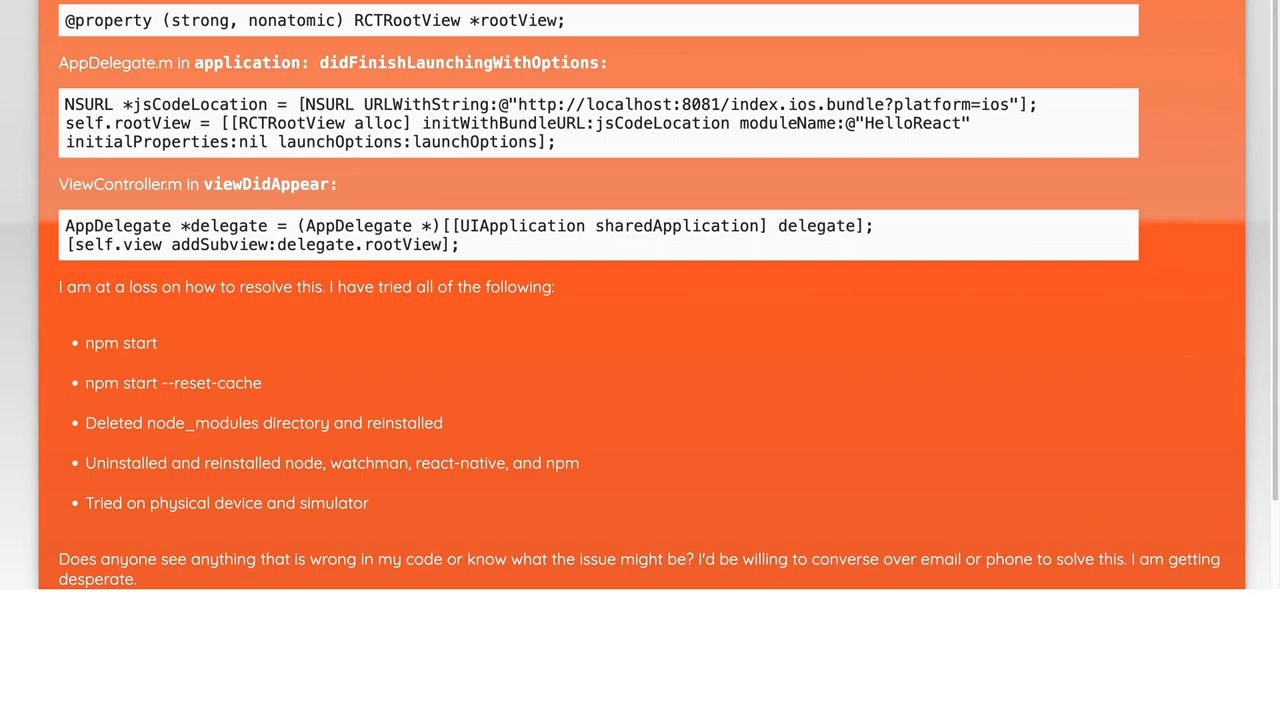 @property (strong, nonatomic) RCTRootView *rootView;
AppDelegate.m in application: didFinishLaunchingWithOptions:
NSURL *jsCodeLocation = [NSURL URLWithString:@"http://localhost:8081/index.ios.bundle?platform=ios"];
self.rootView = [[RCTRootView alloc] initWithBundleURL:jsCodeLocation moduleName:@"HelloReact"
initialProperties:nil launchOptions:launchOptions];
ViewController.m in viewDidAppear:
AppDelegate *delegate = (AppDelegate *)[[UIApplication sharedApplication] delegate];
[self.view addSubview:delegate.rootView];
I am at a loss on how to resolve this. I have tried all of the following:
• npm start
• npm start --reset-cache
• Deleted node_modules directory and reinstalled
• Uninstalled and reinstalled node, watchman, react-native, and npm
• Tried on physical device and simulator
Does anyone see anything that is wrong in my code or know what the issue might be? I'd be willing to converse over email or phone to solve this. I am getting
desperate.